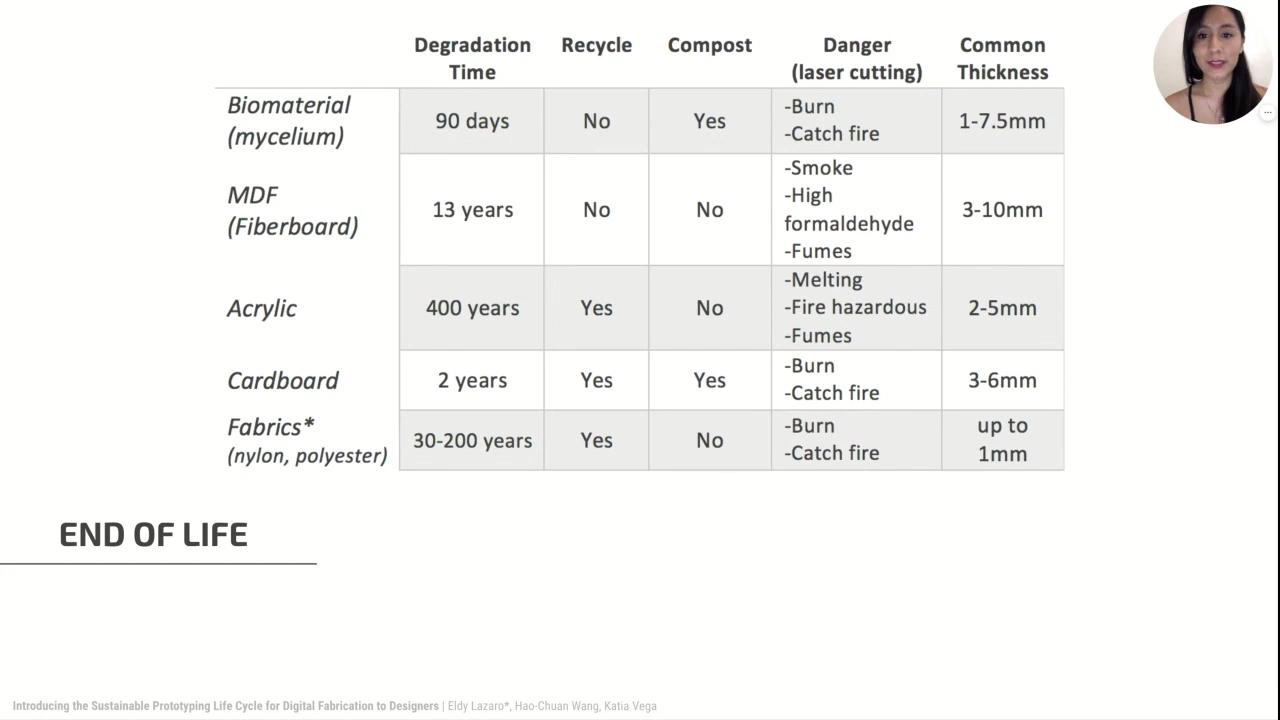 Degradation Time Recycle Compost Danger (laser cutting) Common Thickness
Biomaterial (mycelium) 90 days No Yes -Burn -Catch fire 1-7.5mm
MDF (Fiberboard) 13 years No No -Smoke -High formaldehyde -Fumes 3-10mm
Acrylic 400 years Yes No -Melting -Fire hazardous -Fumes 2-5mm
Cardboard 2 years Yes Yes -Burn -Catch fire 3-6mm
Fabrics* (nylon, polyester) 30-200 years Yes No -Burn -Catch fire up to 1mm
END OF LIFE
Introducing the Sustainable Prototyping Life Cycle for Digital Fabrication to Designers | Eldy Lazaro*, Hao-Chuan Wang, Katia Vega